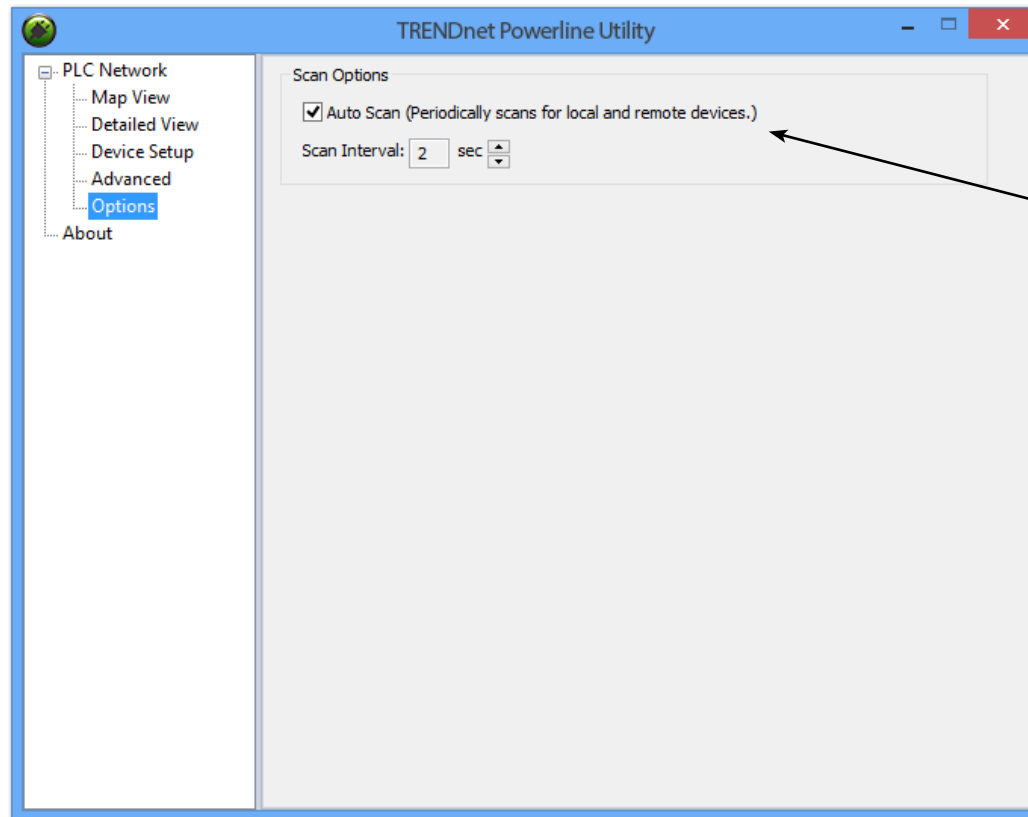 TRENDnet Powerline Utility
PLC Network
Map View
Detailed View
Device Setup
Advanced
Options
About
Scan Options
Auto Scan (Periodically scans for local and remote devices.)
Scan Interval: 2 sec